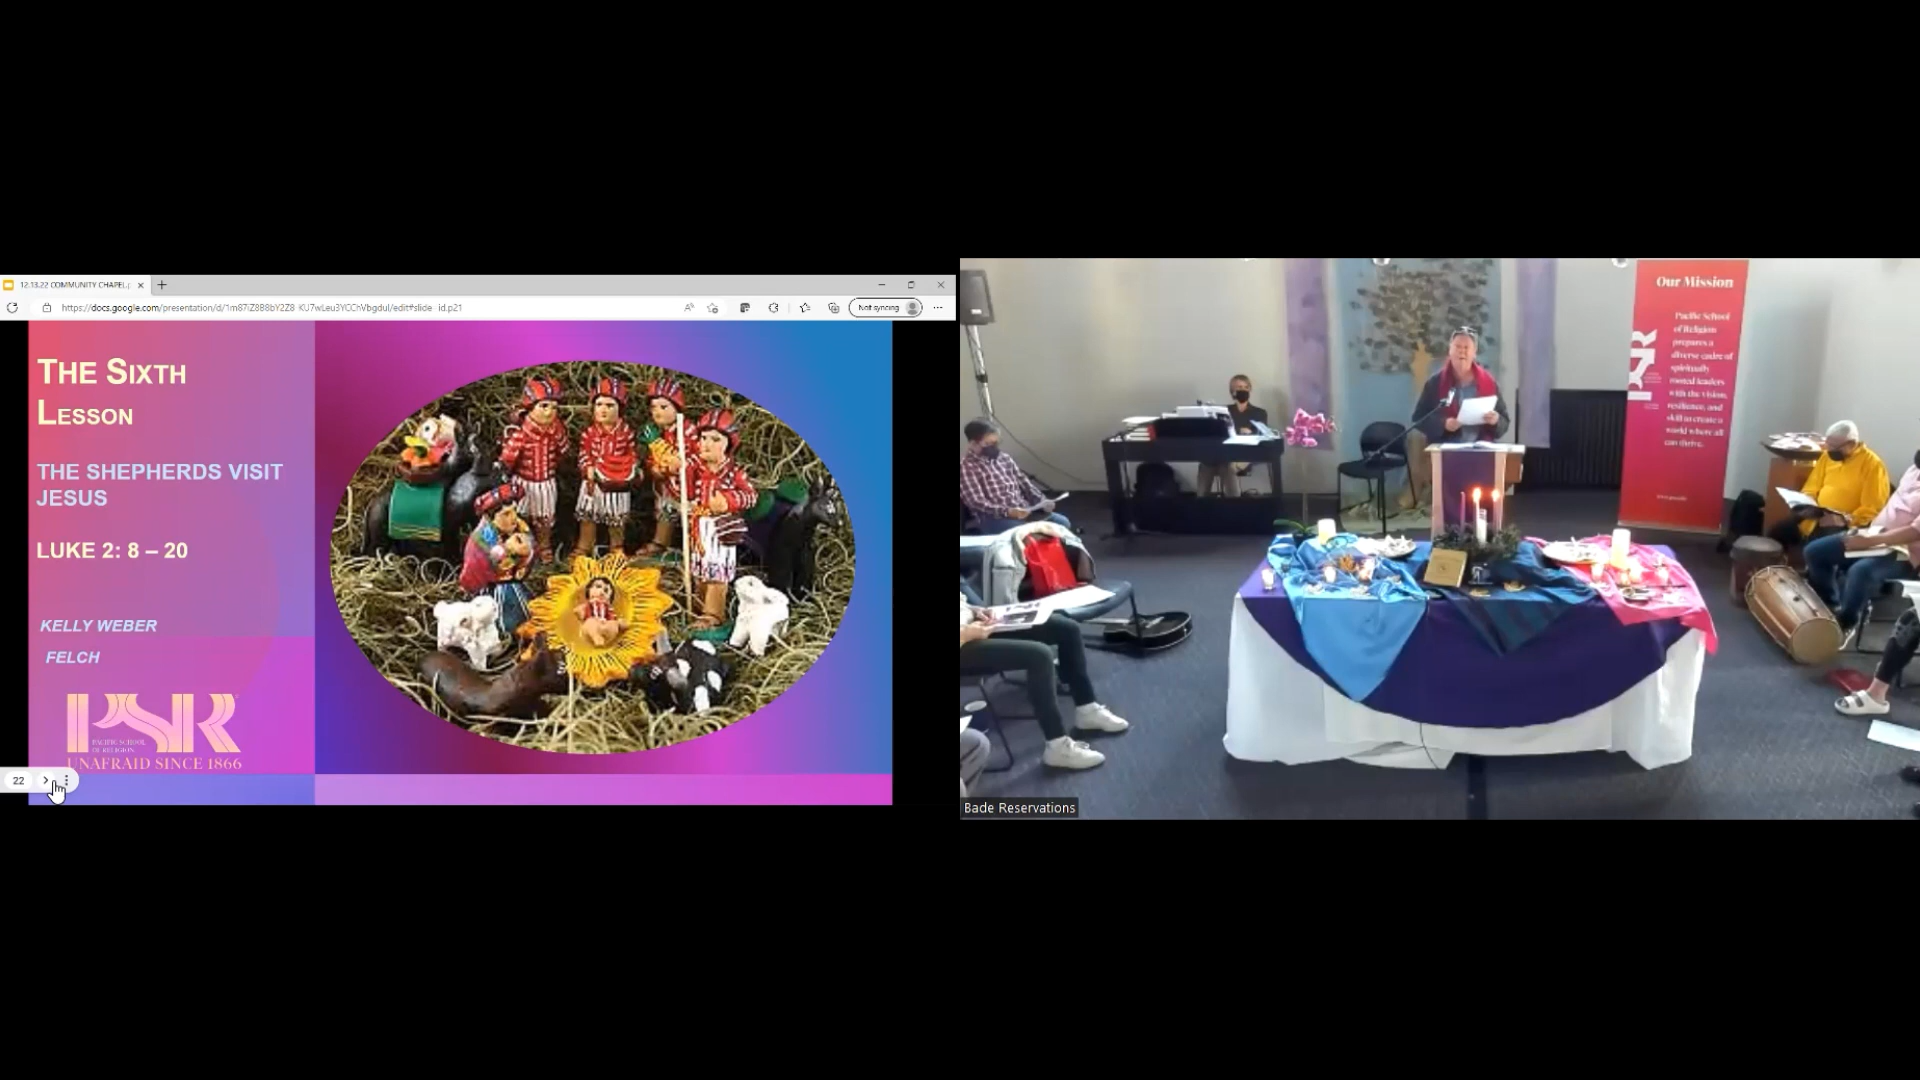 12.13.22 COMMUNITY CHAPEL.p
Not syncing
THE SIXTH
LESSON
THE SHEPHERDS VISIT
JESUS
LUKE 2: 8 – 20
KELLY WEBER
FELCH
PSR
PACIFIC SCHOOL
OF RELIGION
UNAFRAID SINCE 1866
22
Our Mission
Pacific School
of Religion
prepares a
diverse cadre of
spiritually
rooted leaders
with the vision,
resilience, and
skill to create a
world where all
can thrive.
PSR
Bade Reservations